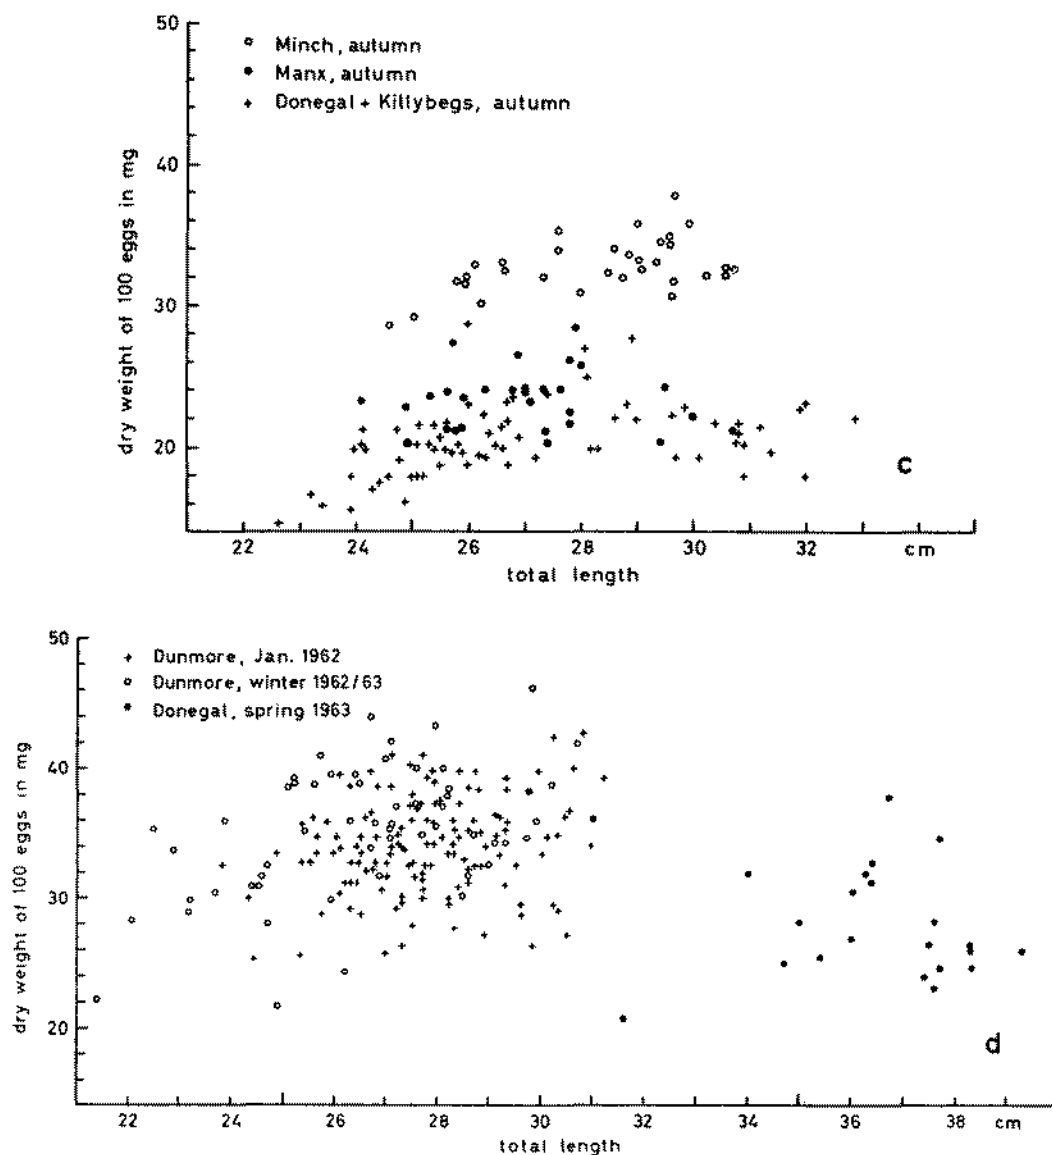 50
Minch, autumn
Manx, autumn
Donegal + Killybegs, autumn
40
30
20
dry weight of 100 eggs in mg
c
22 24 26 28 30 32 cm
total length
50
Dunmore, Jan. 1962
Dunmore, winter 1962/63
Donegal, spring 1963
40
30
20
dry weight of 100 eggs in mg
d
22 24 26 28 30 32 34 36 38 cm
total length